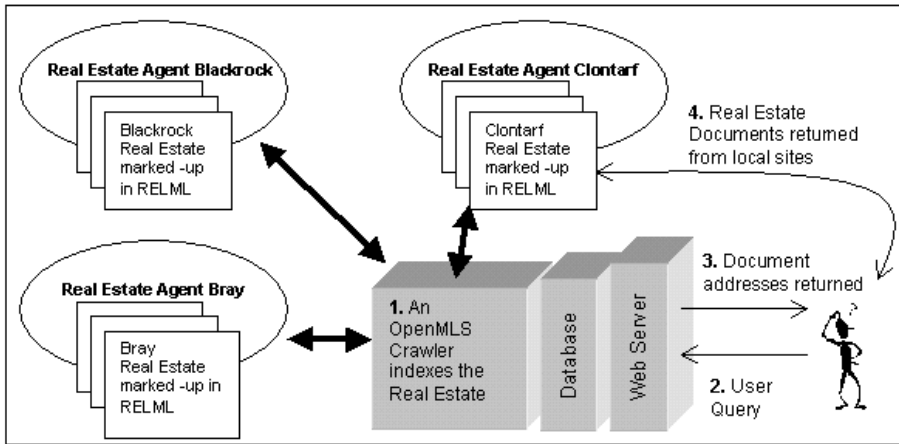 Real Estate Agent Blackrock
Blackrock
Real Estate
marked -up
in RELML
Real Estate Agent Clontarf
Clontarf
Real Estate
marked -up
in RELML
4. Real Estate
Documents returned
from local sites
Real Estate Agent Bray
Bray
Real Estate
marked -up in
RELML
1. An
OpenMLS
Crawler
indexes the
Real Estate
Database
Web Server
3. Document
addresses returned
?
2. User
Query